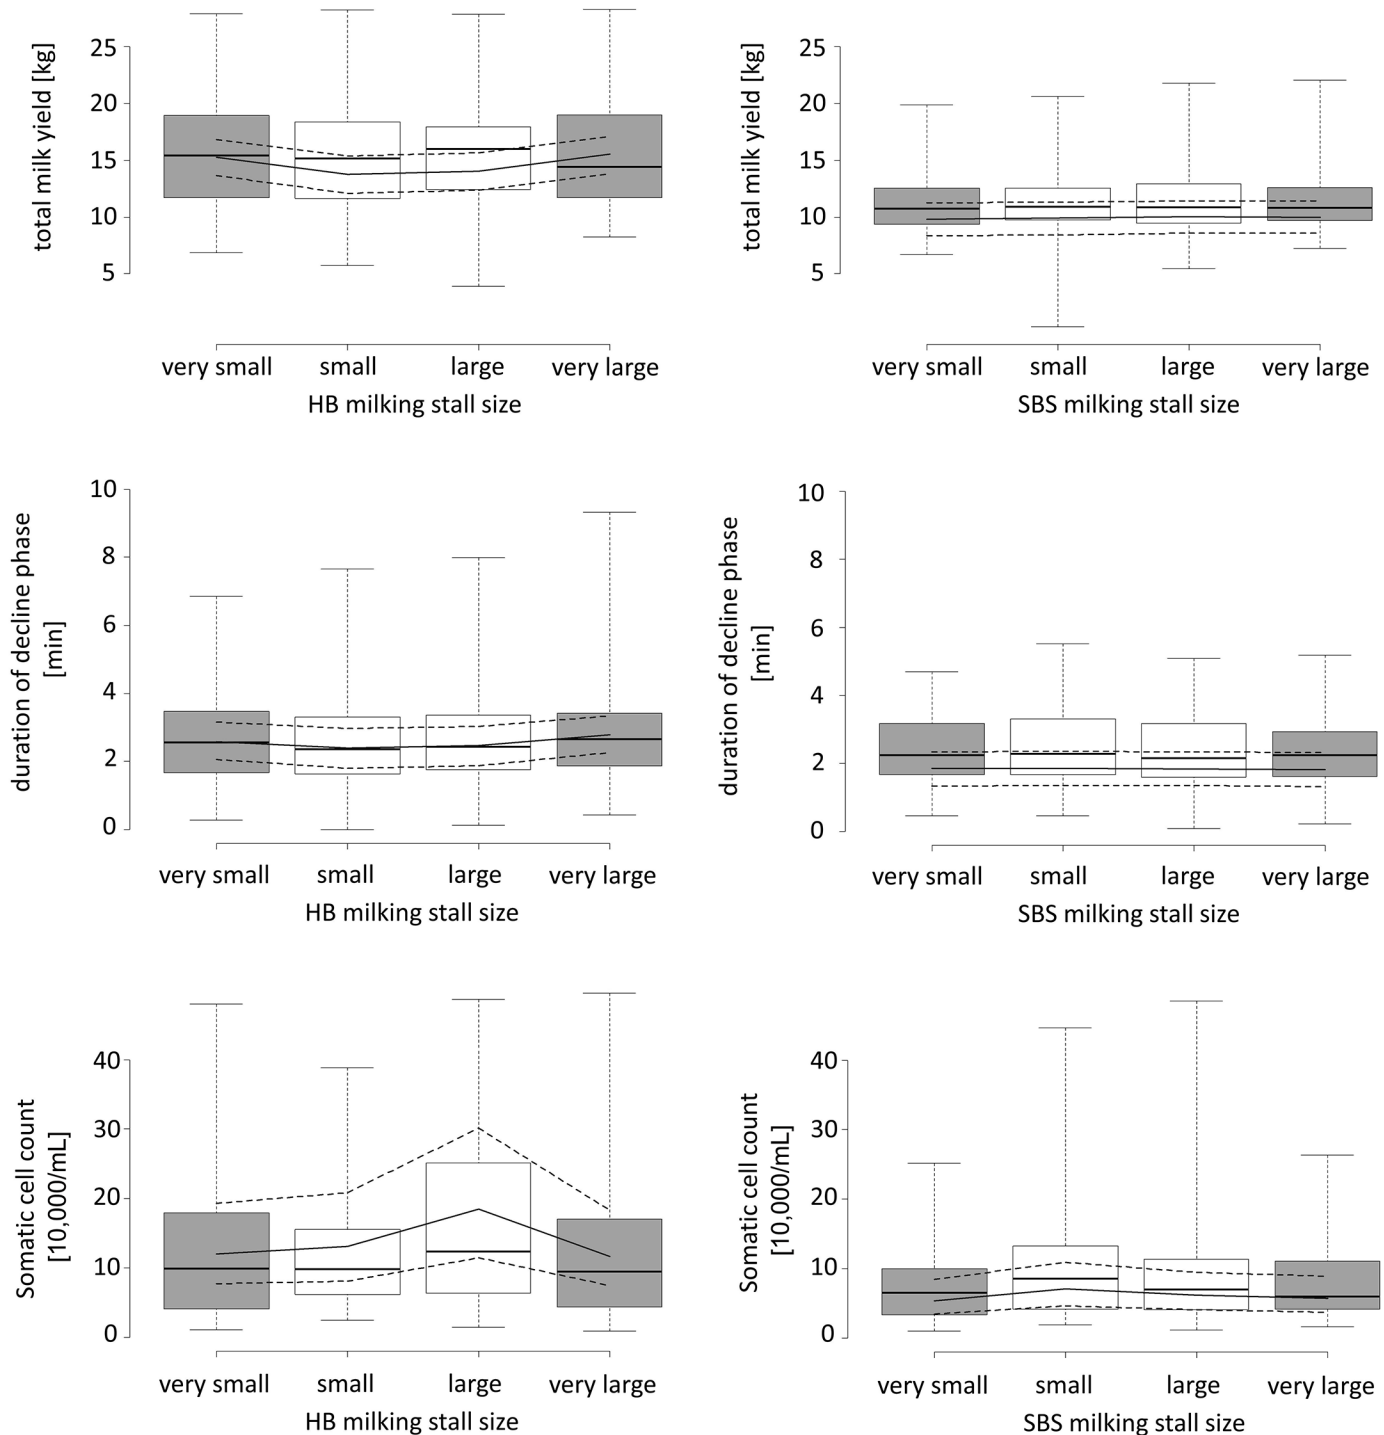 total milk yield [kg]
25
20
15
10
5
very small small large very large
HB milking stall size
total milk yield [kg]
25
20
15
10
5
very small small large very large
SBS milking stall size
duration of decline phase
[min]
10
8
6
4
2
0
very small small large very large
HB milking stall size
duration of decline phase
[min]
10
8
6
4
2
0
very small small large very large
SBS milking stall size
Somatic cell count
[10,000/mL]
40
30
20
10
0
very small small large very large
HB milking stall size
Somatic cell count
[10,000/mL]
40
30
20
10
0
very small small large very large
SBS milking stall size